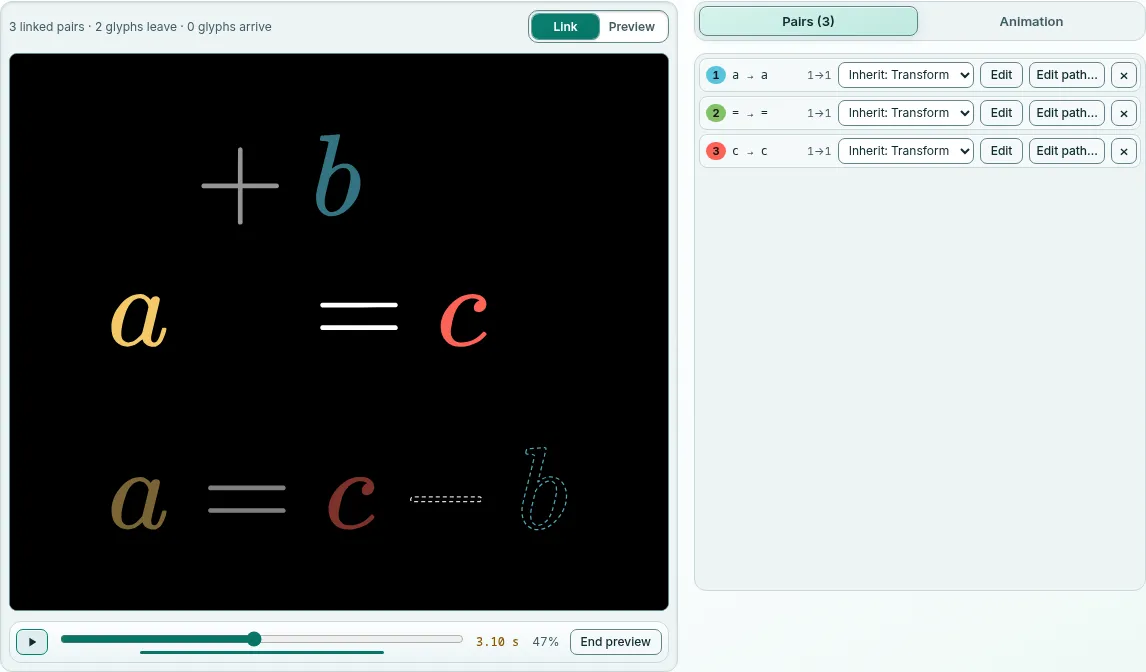 3 linked pairs · 2 glyphs leave · 0 glyphs arrive
Link
Preview
+ b
a = c
a = c − b
3.10 s
47%
End preview
Pairs (3)
Animation
1 a → a 1→1 Inherit: Transform Edit Edit path... ×
2 = → = 1→1 Inherit: Transform Edit Edit path... ×
3 c → c 1→1 Inherit: Transform Edit Edit path... ×